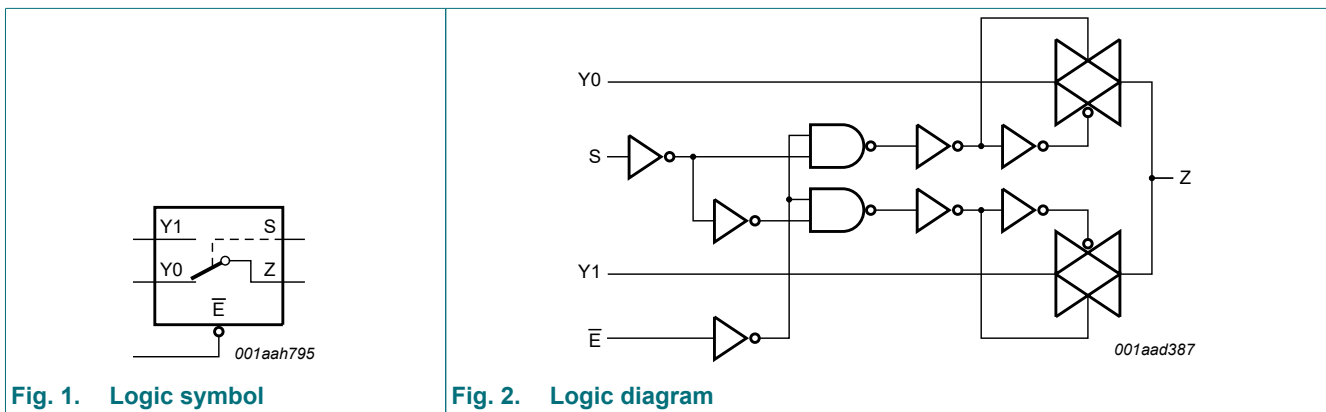 Y1
S
Y0
Z
E̅
001aah795
Fig. 1. Logic symbol
Y0
S
Z
Y1
E̅
001aad387
Fig. 2. Logic diagram